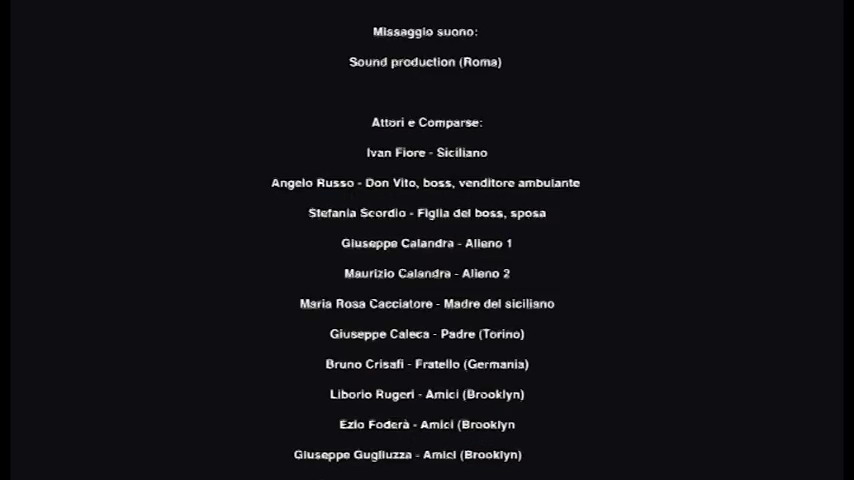 Missaggio suono:
Sound production (Roma)
Attori e Comparse:
Ivan Fiore - Siciliano
Angelo Russo - Don Vito, boss, venditore ambulante
Stefania Scordio - Figlia del boss, sposa
Giuseppe Calandra - Alieno 1
Maurizio Calandra - Alieno 2
Maria Rosa Cacciatore - Madre del siciliano
Giuseppe Caleca - Padre (Torino)
Bruno Crisafi - Fratello (Germania)
Liborio Rugeri - Amici (Brooklyn)
Ezio Foderà - Amici (Brooklyn
Giuseppe Gugliuzza - Amici (Brooklyn)